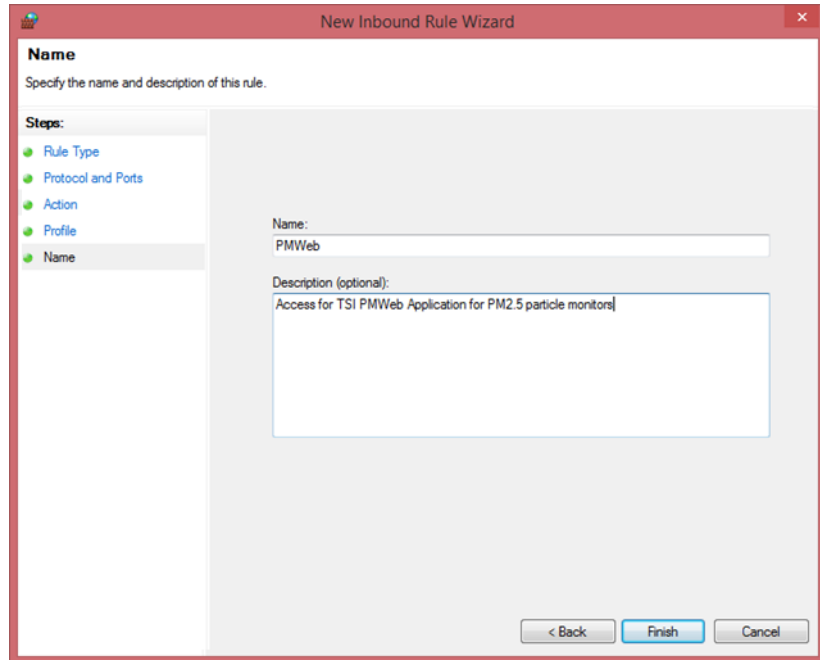 New Inbound Rule Wizard
Name
Specify the name and description of this rule.
Steps:
Rule Type
Protocol and Ports
Action
Profile
Name
Name:
PMWeb
Description (optional):
Access for TSI PMWeb Application for PM2.5 particle monitors
< Back
Finish
Cancel